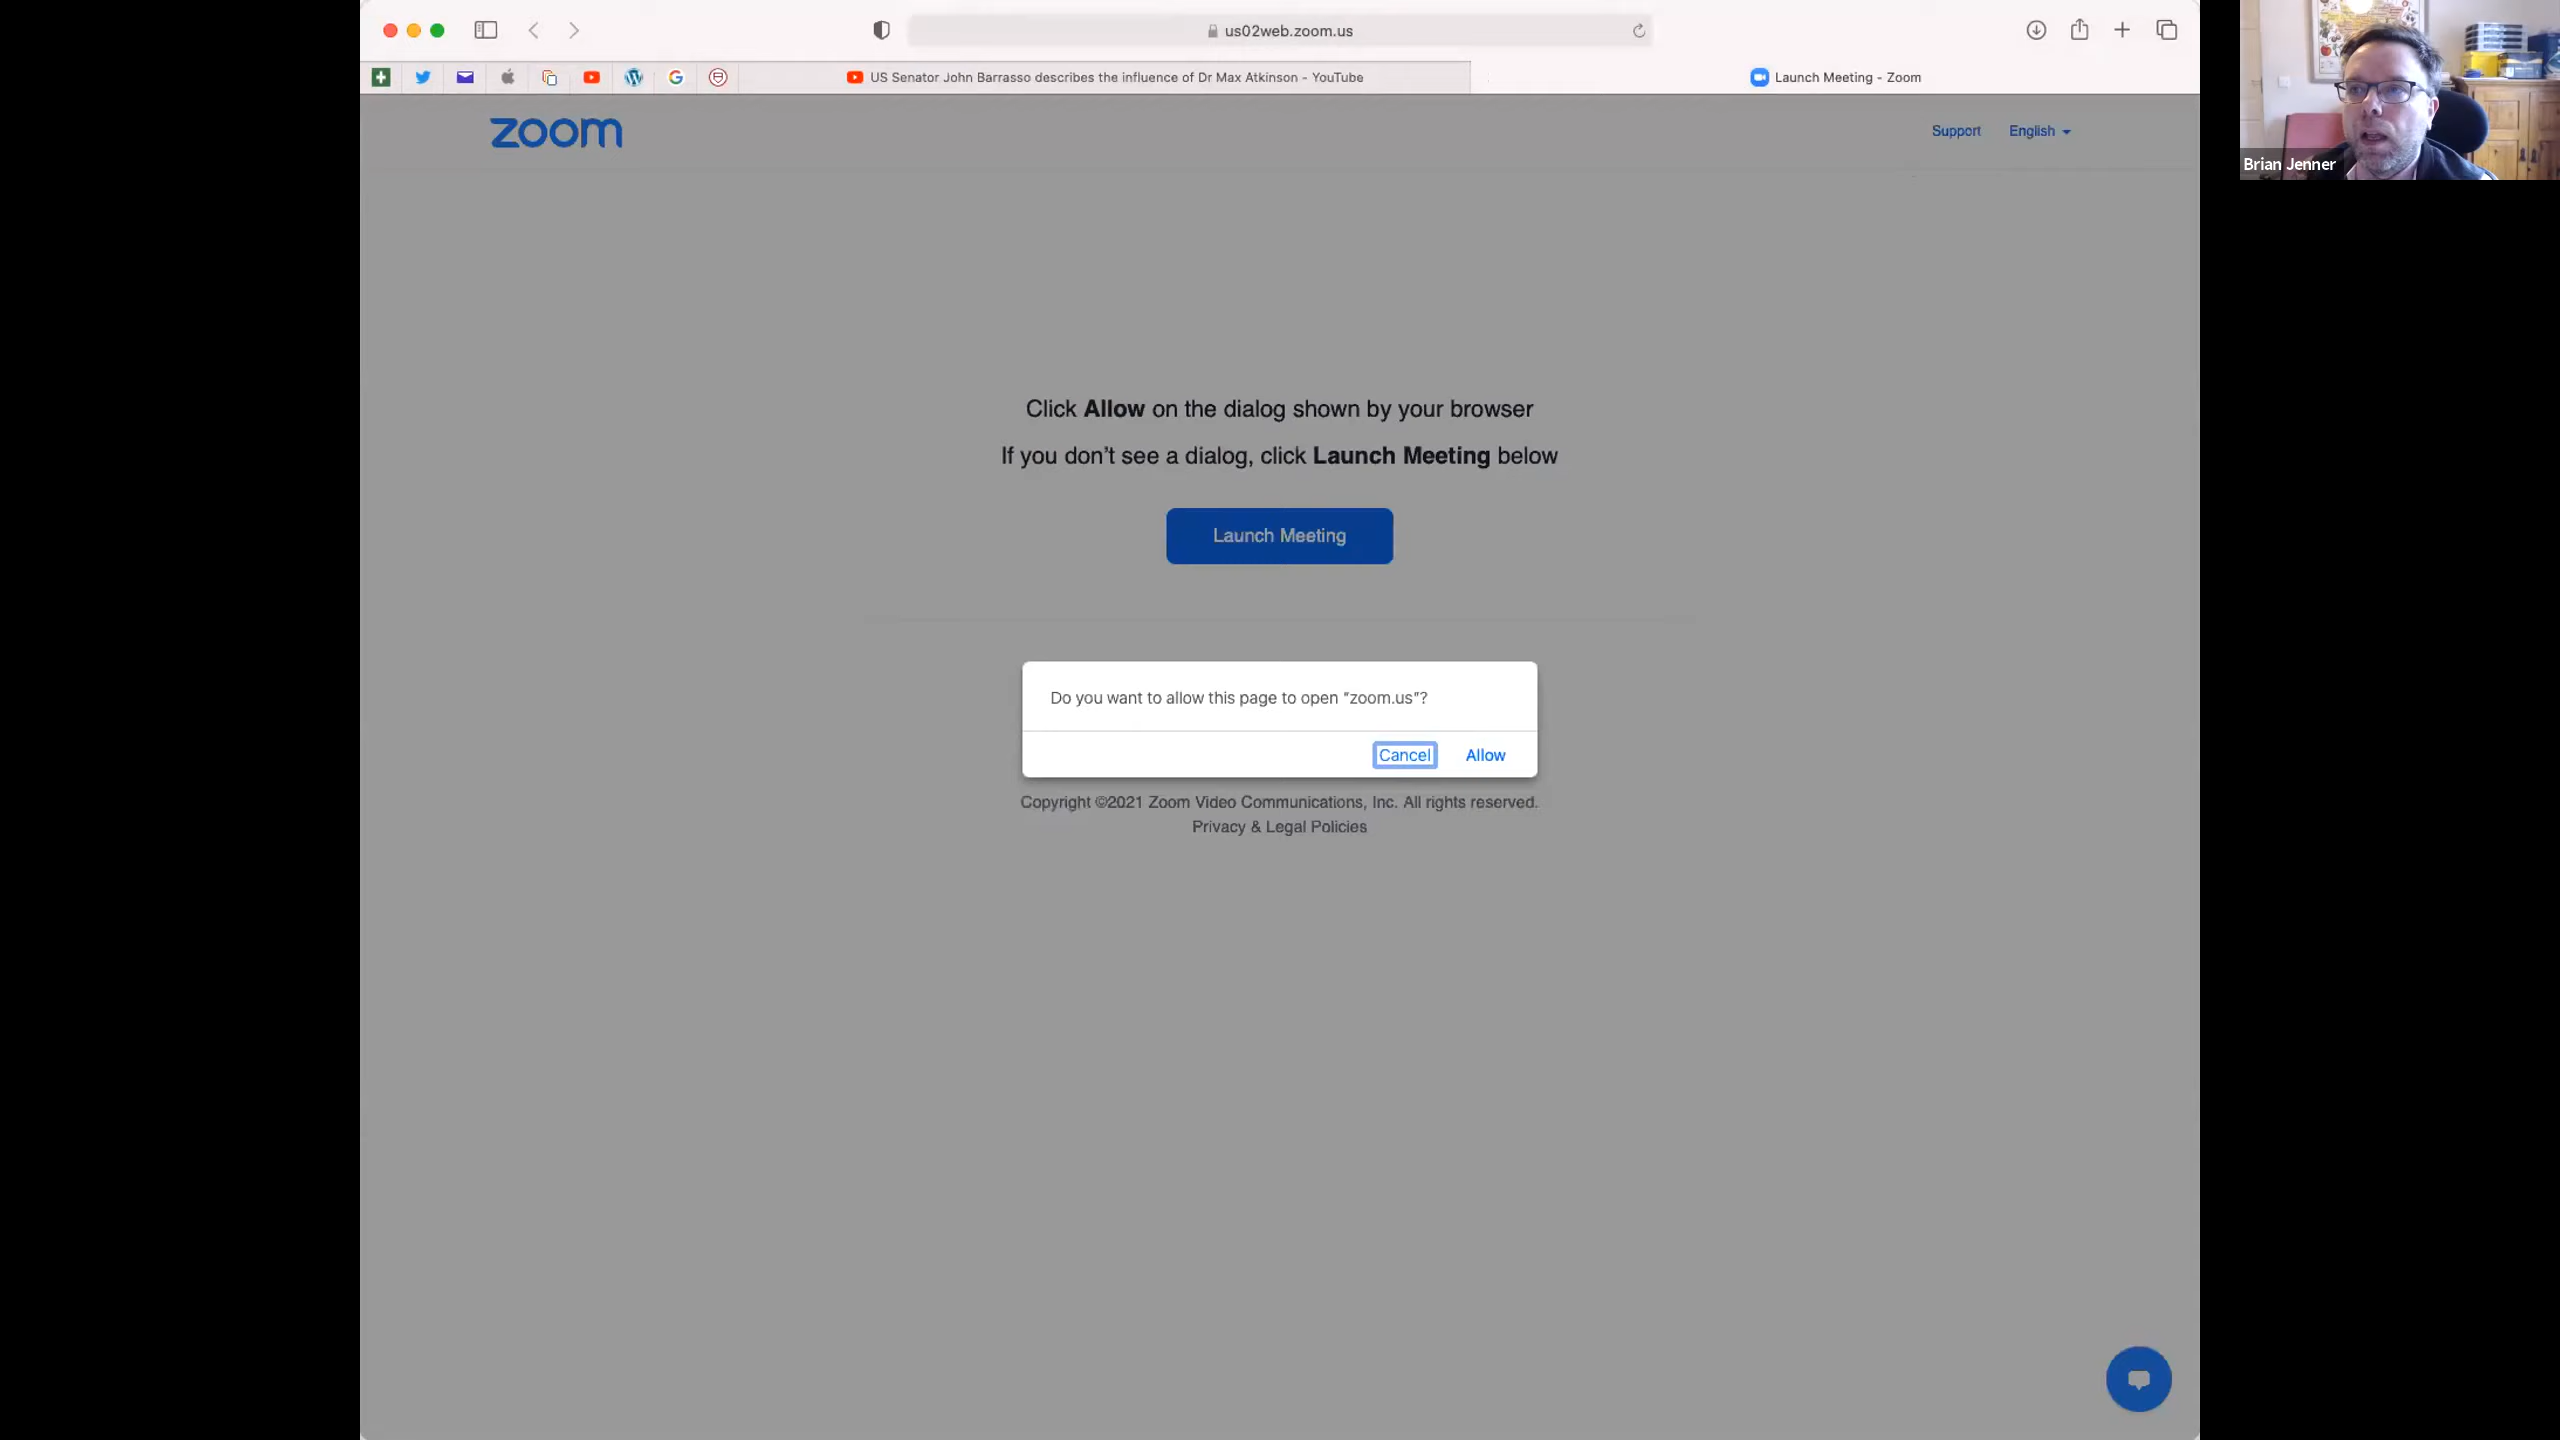 us02web.zoom.us
US Senator John Barrasso describes the influence of Dr Max Atkinson - YouTube
Launch Meeting - Zoom
zoom
Support
English
Brian Jenner
Click Allow on the dialog shown by your browser
If you don’t see a dialog, click Launch Meeting below
Launch Meeting
Do you want to allow this page to open “zoom.us”?
Cancel
Allow
Copyright ©2021 Zoom Video Communications, Inc. All rights reserved.
Privacy & Legal Policies